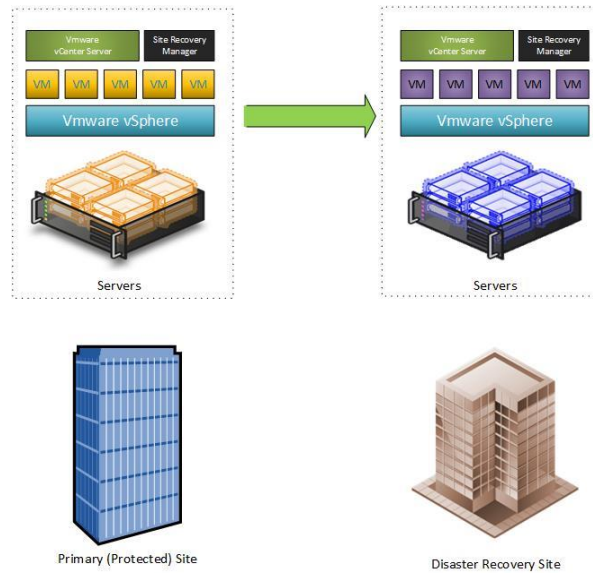 Vmware
vCenter Server
Site Recovery
Manager
VM VM VM VM VM
Vmware vSphere
Servers
Vmware
vCenter Server
Site Recovery
Manager
VM VM VM VM VM
Vmware vSphere
Servers
Primary (Protected) Site
Disaster Recovery Site